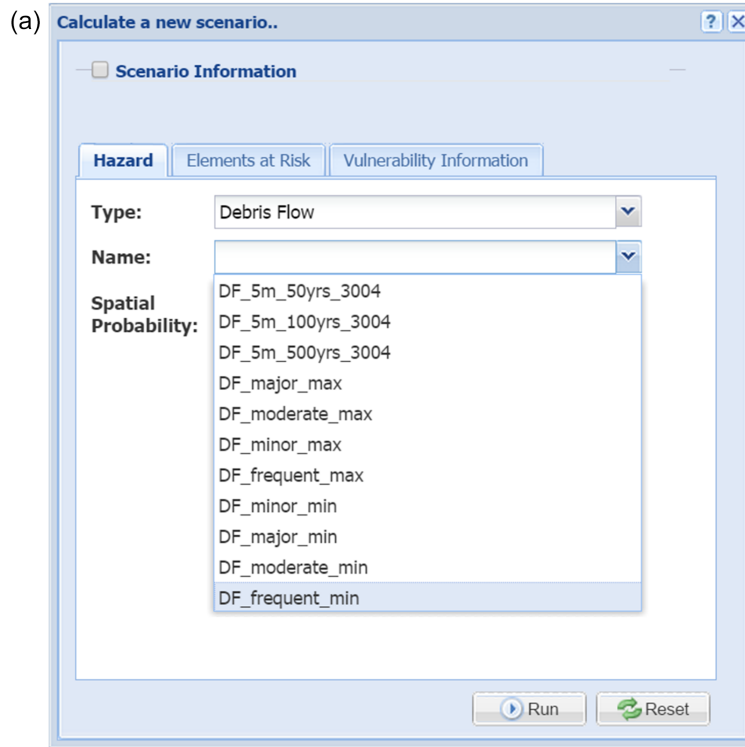 (a) Calculate a new scenario..
Scenario Information
Hazard Elements at Risk Vulnerability Information
Type: Debris Flow
Name:
DF_5m_50yrs_3004
Spatial
Probability:
DF_5m_100yrs_3004
DF_5m_500yrs_3004
DF_major_max
DF_moderate_max
DF_minor_max
DF_frequent_max
DF_minor_min
DF_major_min
DF_moderate_min
DF_frequent_min
Run Reset